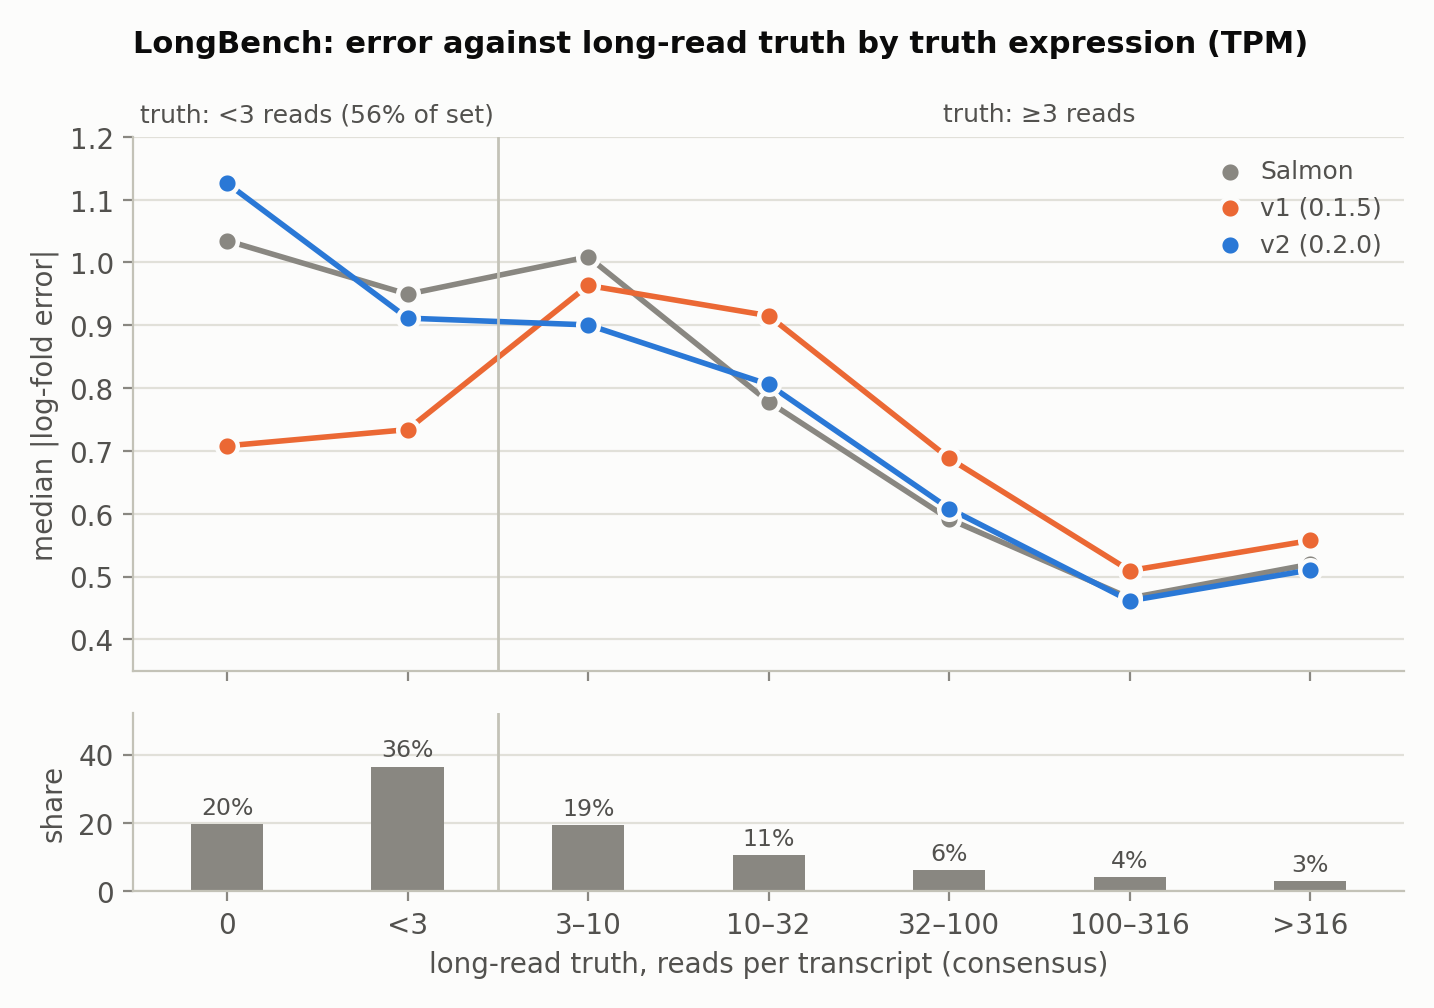 LongBench: error against long-read truth by truth expression (TPM)
truth: <3 reads (56% of set)
truth: ≥3 reads
1.2
1.1
1.0
0.9
0.8
0.7
0.6
0.5
0.4
median |log-fold error|
Salmon
v1 (0.1.5)
v2 (0.2.0)
40
20
0
share
20%
36%
19%
11%
6%
4%
3%
0
<3
3–10
10–32
32–100
100–316
>316
long-read truth, reads per transcript (consensus)